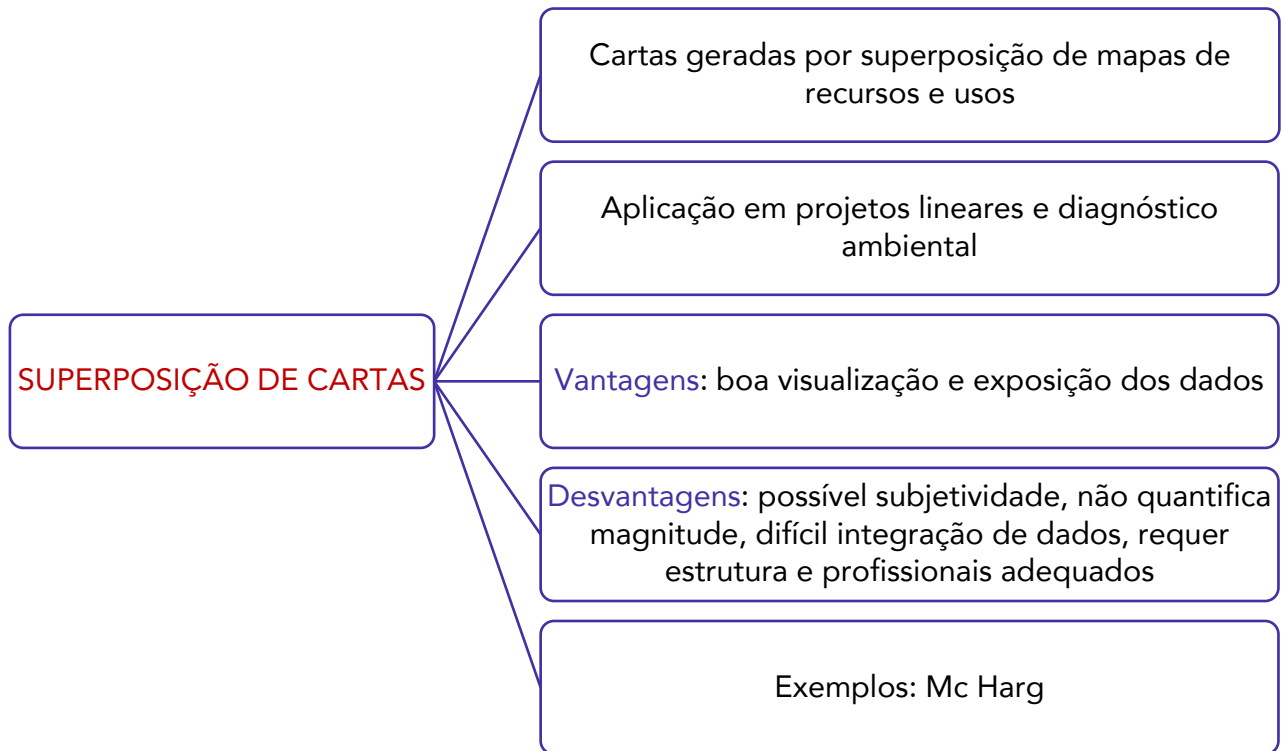 Cartas geradas por superposição de mapas de
recursos e usos
Aplicação em projetos lineares e diagnóstico
ambiental
SUPERPOSIÇÃO DE CARTAS
Vantagens: boa visualização e exposição dos dados
Desvantagens: possível subjetividade, não quantifica
magnitude, difícil integração de dados, requer
estrutura e profissionais adequados
Exemplos: Mc Harg